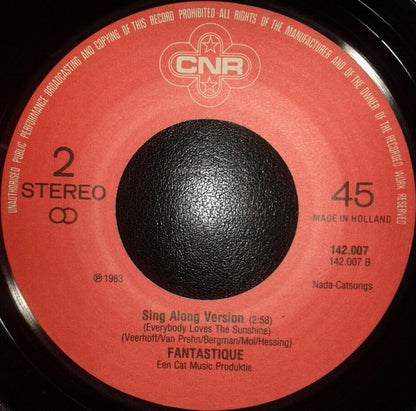 UNAUTHORISED PUBLIC PERFORMANCE BROADCASTING AND COPYING OF THIS RECORD PROHIBITED·ALL RIGHTS OF THE MANUFACTURER AND OF THE OWNER OF THE RECORDED WORK RESERVED
CNR
2
STEREO
45
MADE IN HOLLAND
142.007
142.007 B
℗ 1983
Nada-Catsongs
Sing Along Version (2:58)
(Everybody Loves The Sunshine)
(Veerhoff/Van Prehn/Bergman/Mol/Hessing)
FANTASTIQUE
Een Cat Music Produktie.